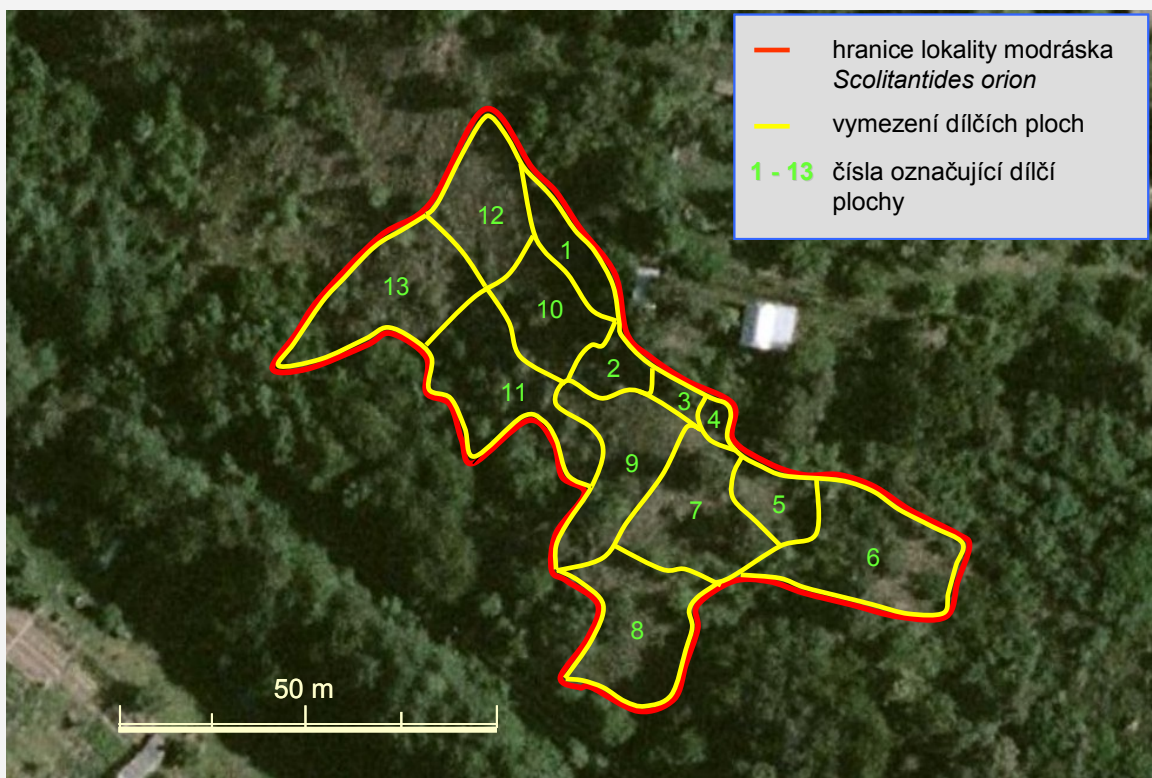 hranice lokality modráska
Scolitantides orion
vymezení dílčích ploch
1 - 13 čísla označující dílčí
plochy
12
1
13
10
2
11
3
4
9
5
7
6
8
50 m